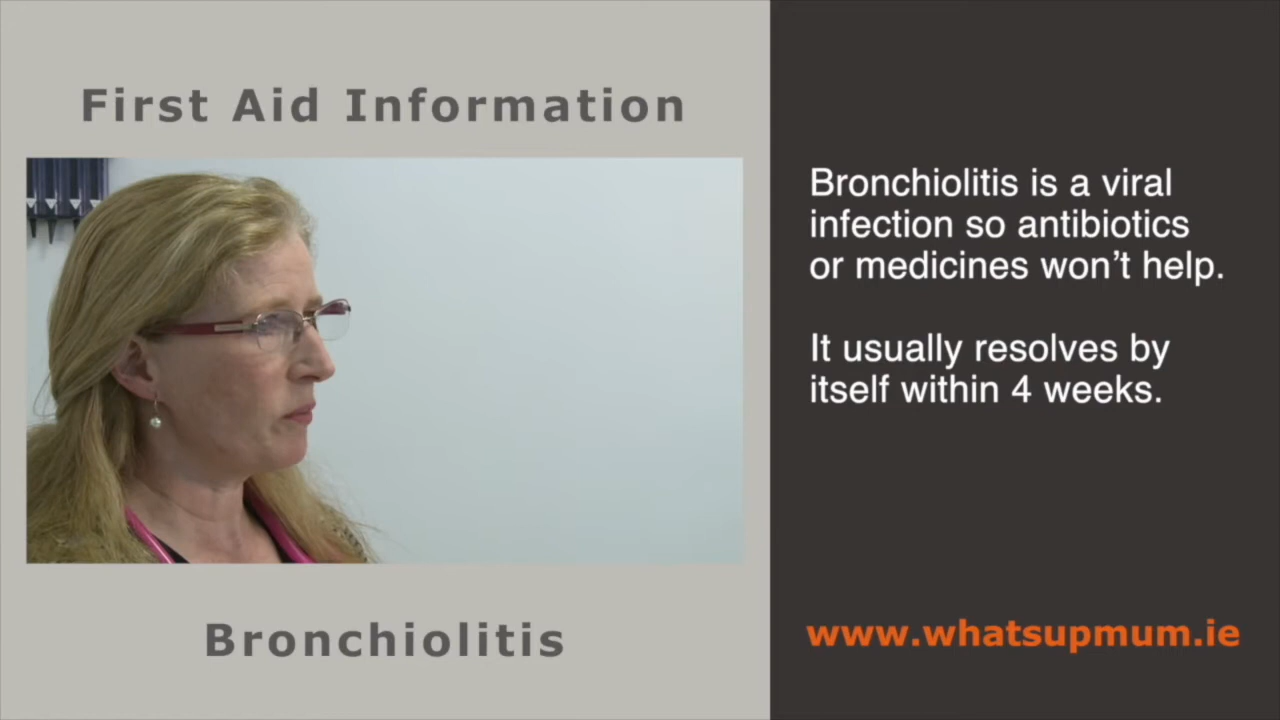 First Aid Information
Bronchiolitis is a viral
infection so antibiotics
or medicines won’t help.
It usually resolves by
itself within 4 weeks.
Bronchiolitis
www.whatsupmum.ie